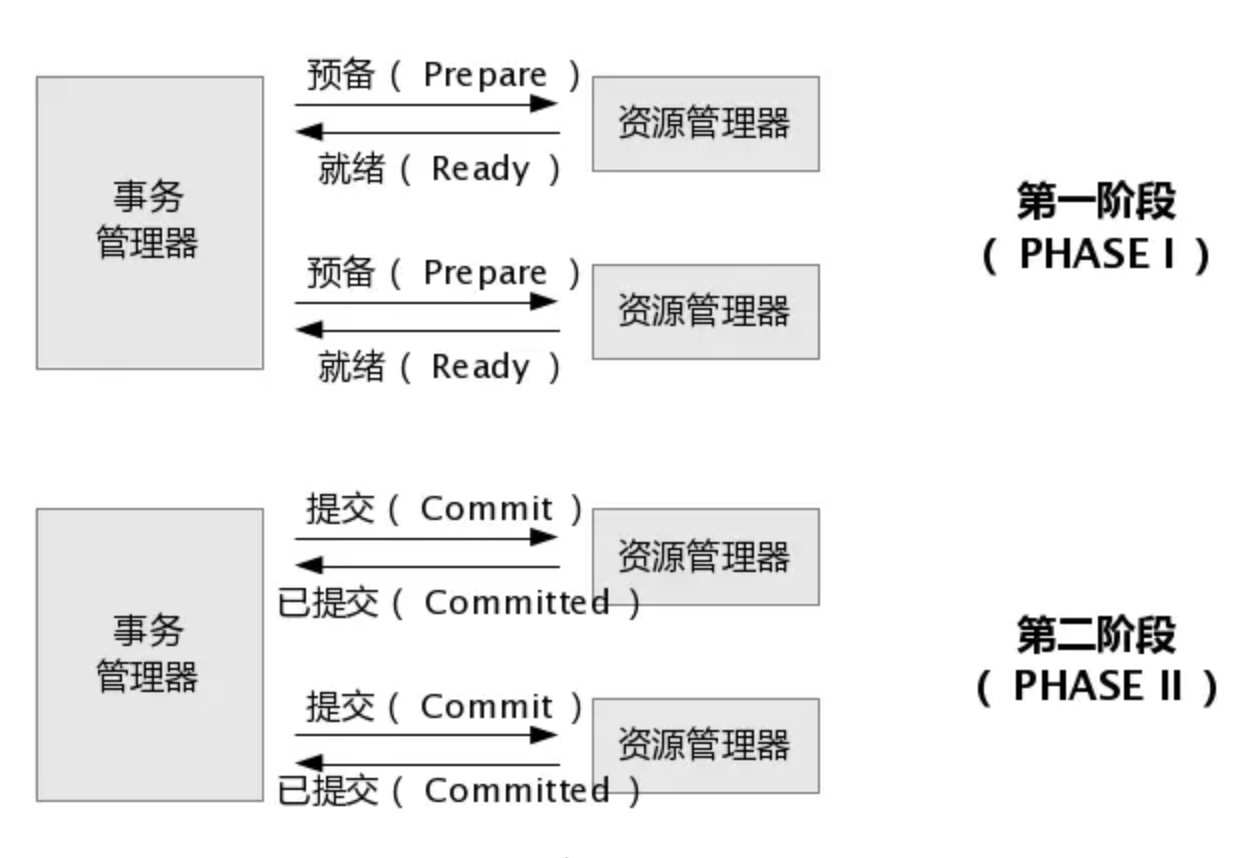 预备（ Prepare ）
资源管理器
就绪（ Ready ）
事务
管理器
第一阶段
（ PHASE I ）
预备（ Prepare ）
资源管理器
就绪（ Ready ）
提交（ Commit ）
资源管理器
已提交（ Committed ）
事务
管理器
第二阶段
（ PHASE II ）
提交（ Commit ）
资源管理器
已提交（ Committed ）